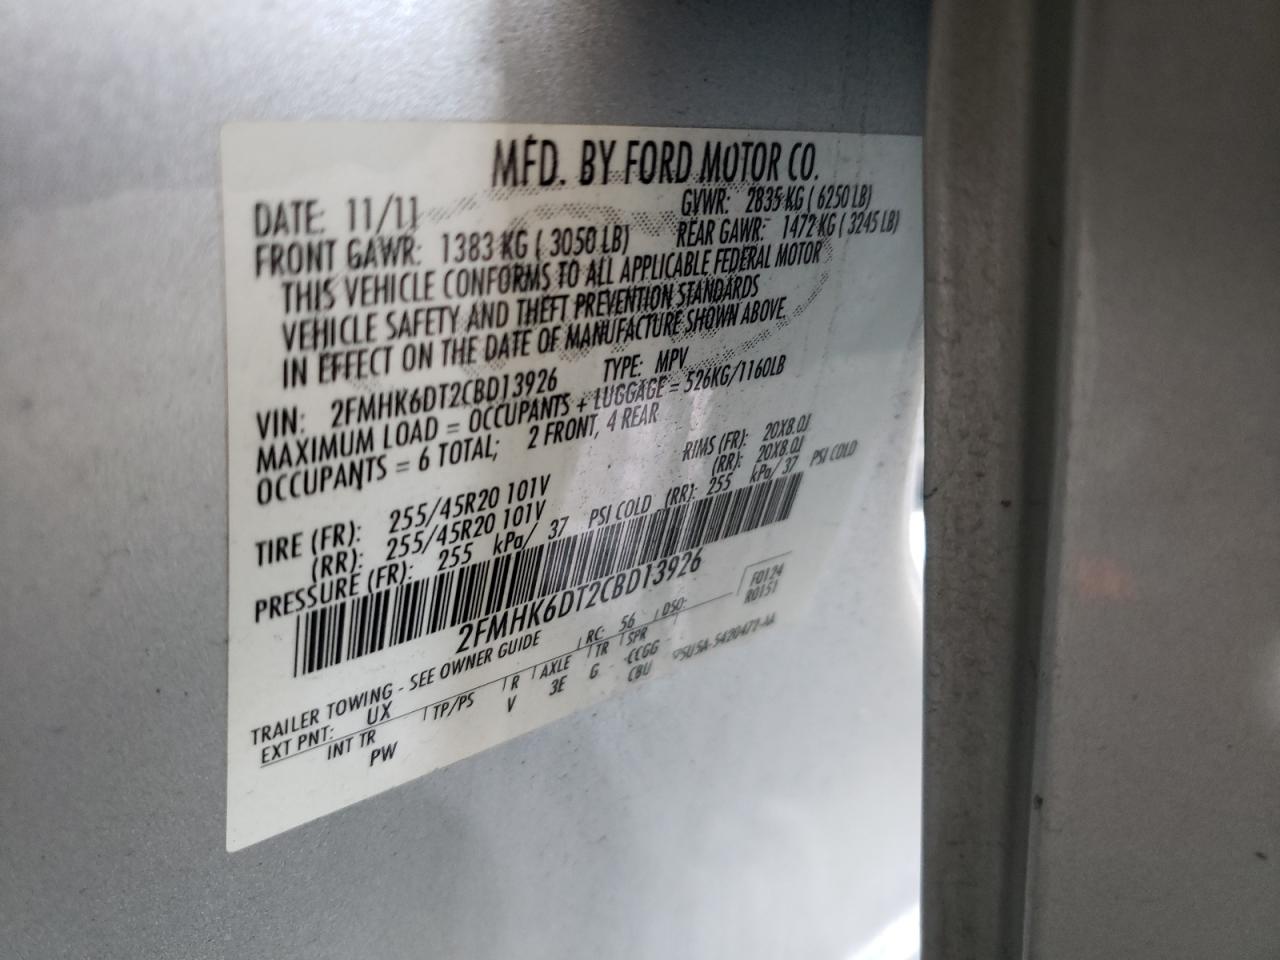 MFD. BY FORD MOTOR CO.
DATE: 11/11 GVWR: 2835 KG ( 6250 LB)
FRONT GAWR: 1383 KG ( 3050 LB) REAR GAWR: 1472 KG ( 3245 LB)
THIS VEHICLE CONFORMS TO ALL APPLICABLE FEDERAL MOTOR
VEHICLE SAFETY AND THEFT PREVENTION STANDARDS
IN EFFECT ON THE DATE OF MANUFACTURE SHOWN ABOVE
VIN: 2FMHK6DT2CBD13926 TYPE: MPV
MAXIMUM LOAD = OCCUPANTS + LUGGAGE = 526KG/1160LB
OCCUPANTS = 6 TOTAL; 2 FRONT, 4 REAR
TIRE (FR): 255/45R20 101V RIMS (FR): 20X8.0J
(RR): 255/45R20 101V (RR): 20X8.0J
PRESSURE (FR): 255 kPa/ 37 PSI COLD (RR): 255 kPa/ 37 PSI COLD
2FMHK6DT2CBD13926
TRAILER TOWING - SEE OWNER GUIDE
EXT PNT: UX RC: 56 DSO: F0124
R0151
INT TR TP/PS R AXLE TR SPR
PW V 3E G CCGG
CBU